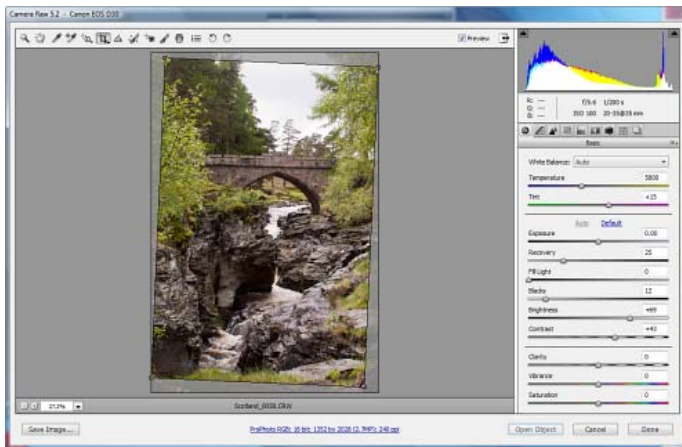 Camera Raw 5.2 - Canon EOS D30
Preview
R: ---
G: ---
B: ---
f/5.6 1/200 s
ISO 100 20-35@35 mm
Basic
White Balance: Auto
Temperature 5800
Tint +15
Auto Default
Exposure 0.00
Recovery 25
Fill Light 0
Blacks 12
Brightness +69
Contrast +43
Clarity 0
Vibrance 0
Saturation 0
27.3%
Scotland_6058.CRW
Save Image...
ProPhoto RGB; 16 bit; 1352 by 2028 (2.7MP); 240 ppi
Open Object
Cancel
Done